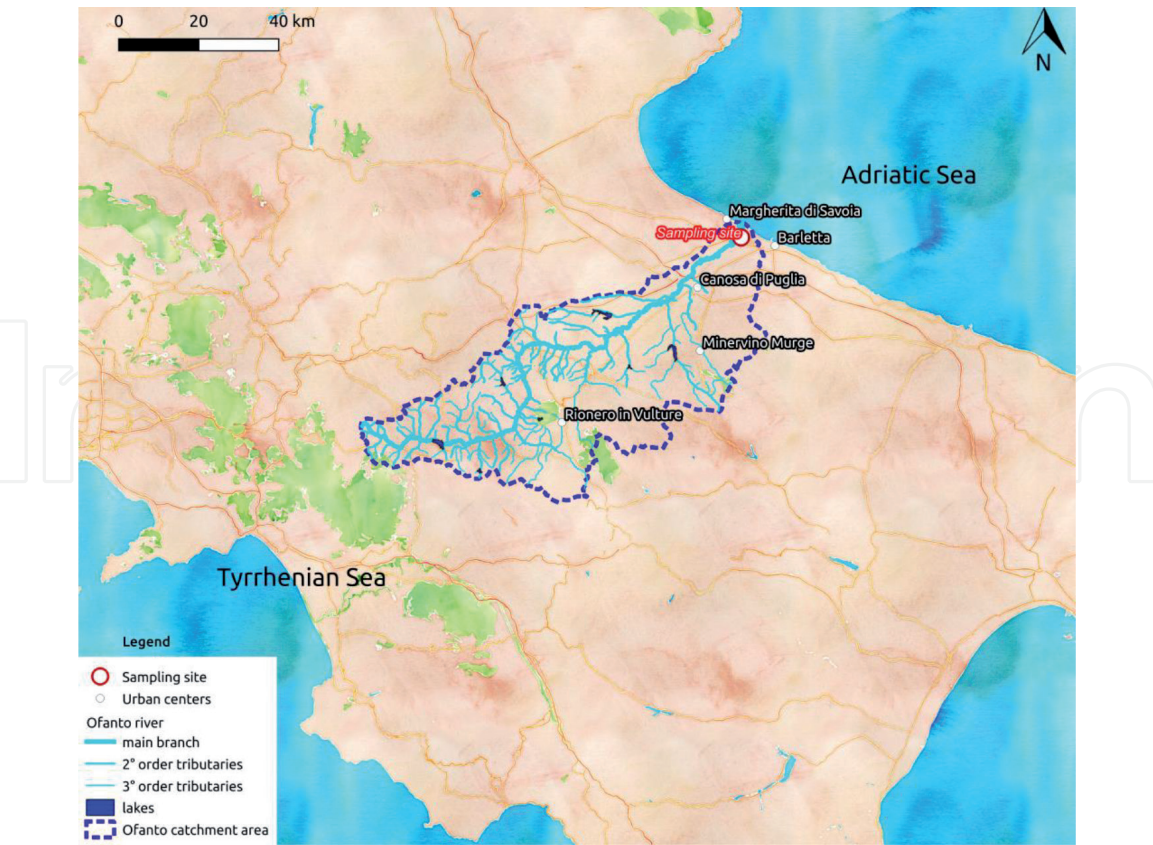 0 20 40 km
N
Adriatic Sea
Margherita di Savoia
Sampling site
Barletta
Canosa di Puglia
Minervino Murge
Rionero in Vulture
Tyrrhenian Sea
Legend
Sampling site
Urban centers
Ofanto river
main branch
2° order tributaries
3° order tributaries
lakes
Ofanto catchment area